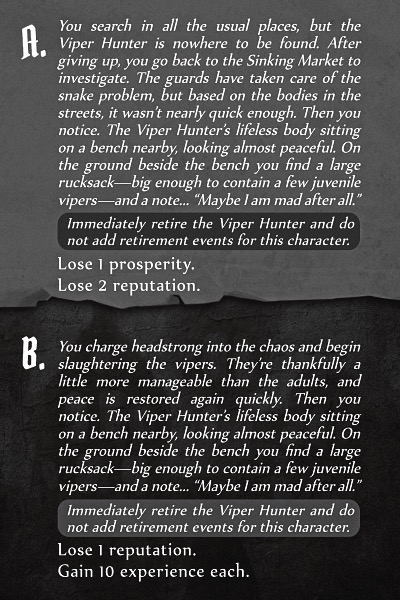 A.
You search in all the usual places, but the
Viper Hunter is nowhere to be found. After
giving up, you go back to the Sinking Market to
investigate. The guards have taken care of the
snake problem, but based on the bodies in the
streets, it wasn't nearly quick enough. Then you
notice. The Viper Hunter's lifeless body sitting
on a bench nearby, looking almost peaceful. On
the ground beside the bench you find a large
rucksack—big enough to contain a few juvenile
vipers—and a note... “Maybe I am mad after all.”
Immediately retire the Viper Hunter and do
not add retirement events for this character.
Lose 1 prosperity.
Lose 2 reputation.
B.
You charge headstrong into the chaos and begin
slaughtering the vipers. They're thankfully a
little more manageable than the adults, and
peace is restored again quickly. Then you
notice. The Viper Hunter's lifeless body sitting
on a bench nearby, looking almost peaceful. On
the ground beside the bench you find a large
rucksack—big enough to contain a few juvenile
vipers—and a note... “Maybe I am mad after all.”
Immediately retire the Viper Hunter and do
not add retirement events for this character.
Lose 1 reputation.
Gain 10 experience each.